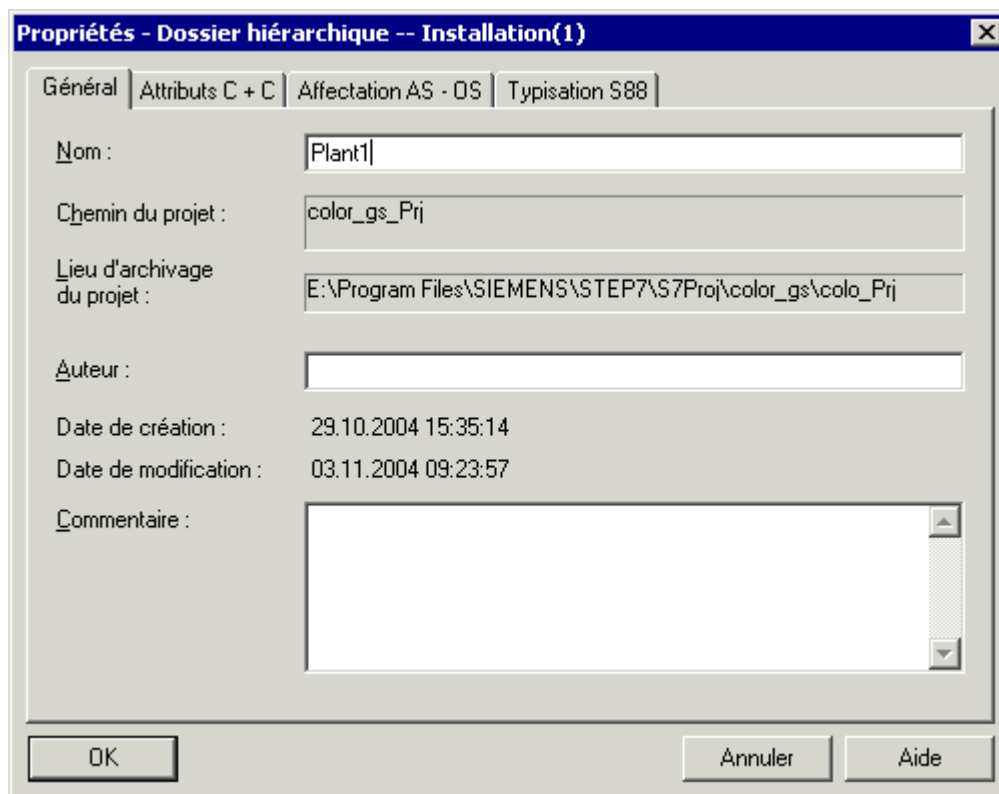 Propriétés - Dossier hiérarchique -- Installation(1)
Général Attributs C + C Affectation AS - OS Typisation S88
Nom : Plant1
Chemin du projet : color_gs_Prj
Lieu d'archivage
du projet : E:\Program Files\SIEMENS\STEP7\S7Proj\color_gs\colo_Prj
Auteur :
Date de création : 29.10.2004 15:35:14
Date de modification : 03.11.2004 09:23:57
Commentaire :
OK Annuler Aide